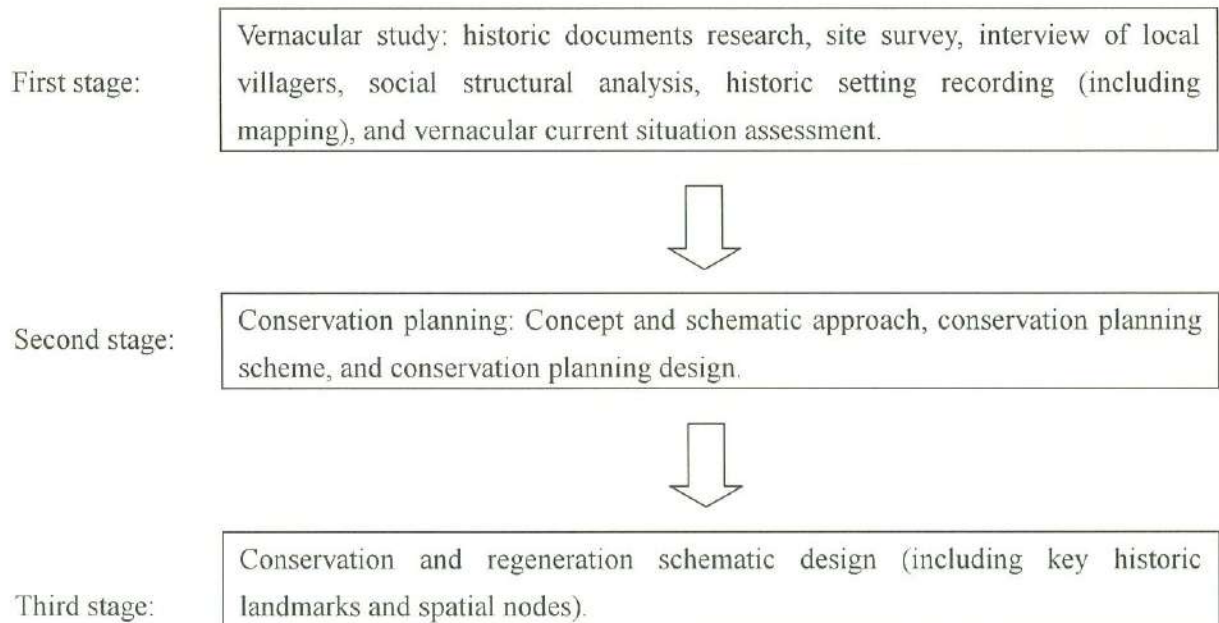 Vernacular study: historic documents research, site survey, interview of local
First stage: villagers, social structural analysis, historic setting recording (including
mapping), and vernacular current situation assessment.
Second stage: Conservation planning: Concept and schematic approach, conservation planning
scheme, and conservation planning design.
Conservation and regeneration schematic design (including key historic
Third stage: landmarks and spatial nodes).